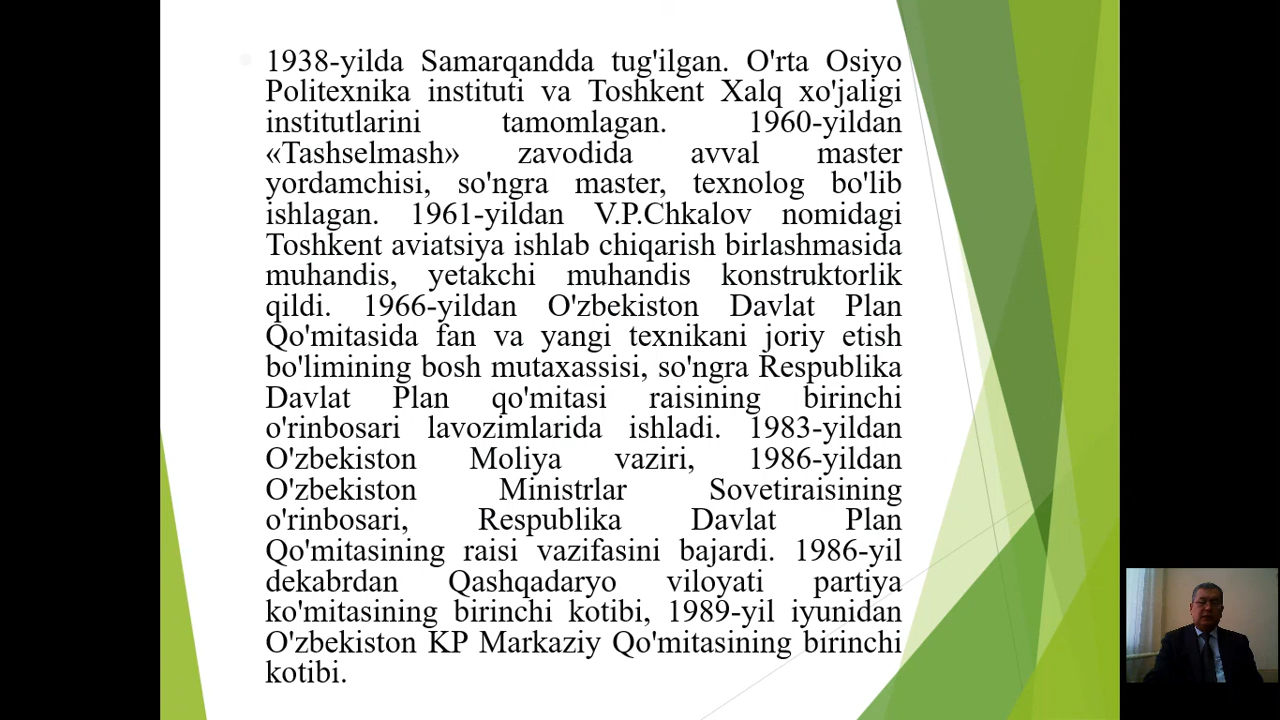 1938-yilda Samarqandda tug'ilgan. O'rta Osiyo
Politexnika instituti va Toshkent Xalq xo'jaligi
institutlarini tamomlagan. 1960-yildan
«Tashselmash» zavodida avval master
yordamchisi, so'ngra master, texnolog bo'lib
ishlagan. 1961-yildan V.P.Chkalov nomidagi
Toshkent aviatsiya ishlab chiqarish birlashmasida
muhandis, yetakchi muhandis konstruktorlik
qildi. 1966-yildan O'zbekiston Davlat Plan
Qo'mitasida fan va yangi texnikani joriy etish
bo'limining bosh mutaxassisi, so'ngra Respublika
Davlat Plan qo'mitasi raisining birinchi
o'rinbosari lavozimlarida ishladi. 1983-yildan
O'zbekiston Moliya vaziri, 1986-yildan
O'zbekiston Ministrlar Sovetiraisining
o'rinbosari, Respublika Davlat Plan
Qo'mitasining raisi vazifasini bajardi. 1986-yil
dekabrdan Qashqadaryo viloyati partiya
ko'mitasining birinchi kotibi, 1989-yil iyunidan
O'zbekiston KP Markaziy Qo'mitasining birinchi
kotibi.